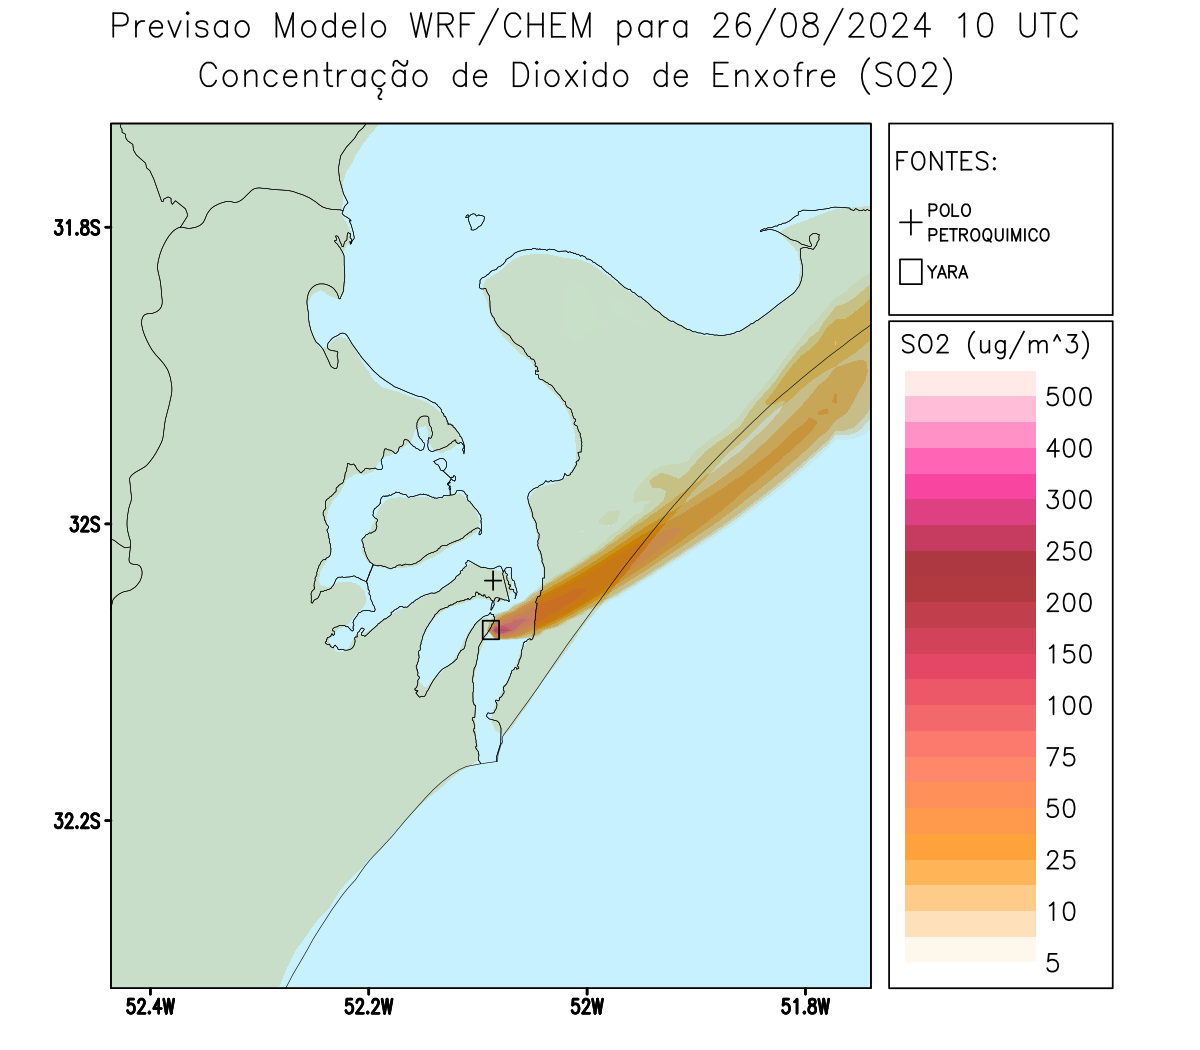 Previsao Modelo WRF/CHEM para 26/08/2024 10 UTC
Concentração de Dioxido de Enxofre (SO2)
FONTES:
POLO
PETROQUIMICO
YARA
SO2 (ug/m^3)
500
400
300
250
200
150
100
75
50
25
10
5
31.8S
32S
32.2S
52.4W
52.2W
52W
51.8W